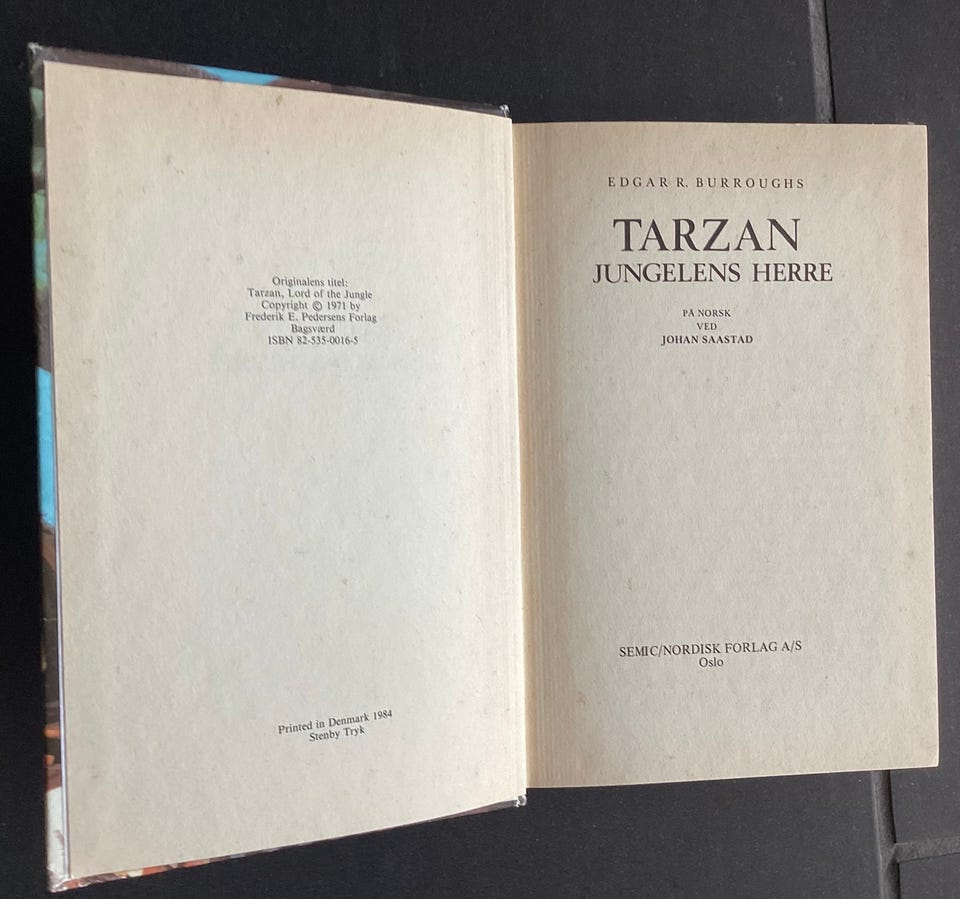 Originalens titel:
Tarzan, Lord of the Jungle
Copyright © 1971 by
Frederik E. Pedersens Forlag
Bagsværd
ISBN 82-535-0016-5
Printed in Denmark 1984
Stenby Tryk
EDGAR R. BURROUGHS
TARZAN
JUNGELENS HERRE
PÅ NORSK
VED
JOHAN SAASTAD
SEMIC/NORDISK FORLAG A/S
Oslo